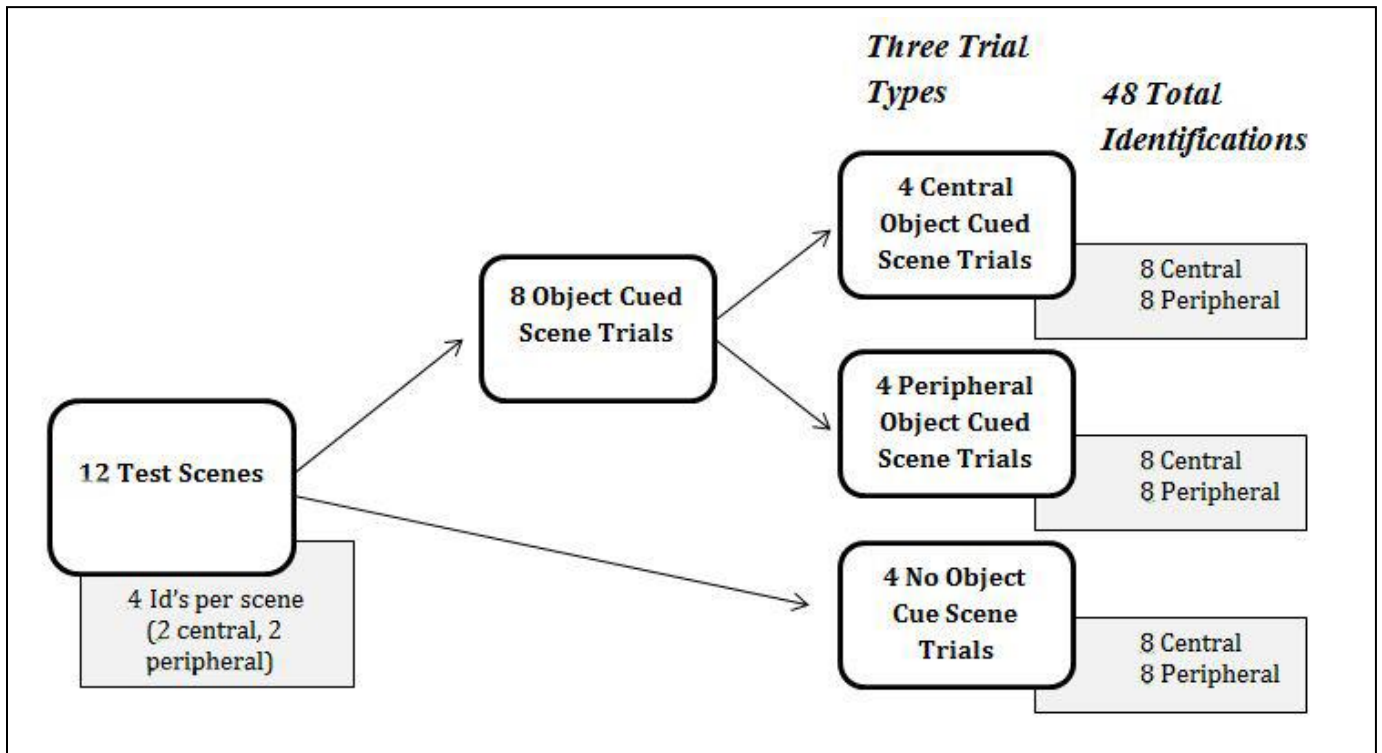 Three Trial
Types
48 Total
Identifications
4 Central
Object Cued
Scene Trials
8 Central
8 Peripheral
8 Object Cued
Scene Trials
4 Peripheral
Object Cued
Scene Trials
8 Central
8 Peripheral
12 Test Scenes
4 Id's per scene
(2 central, 2
peripheral)
4 No Object
Cue Scene
Trials
8 Central
8 Peripheral